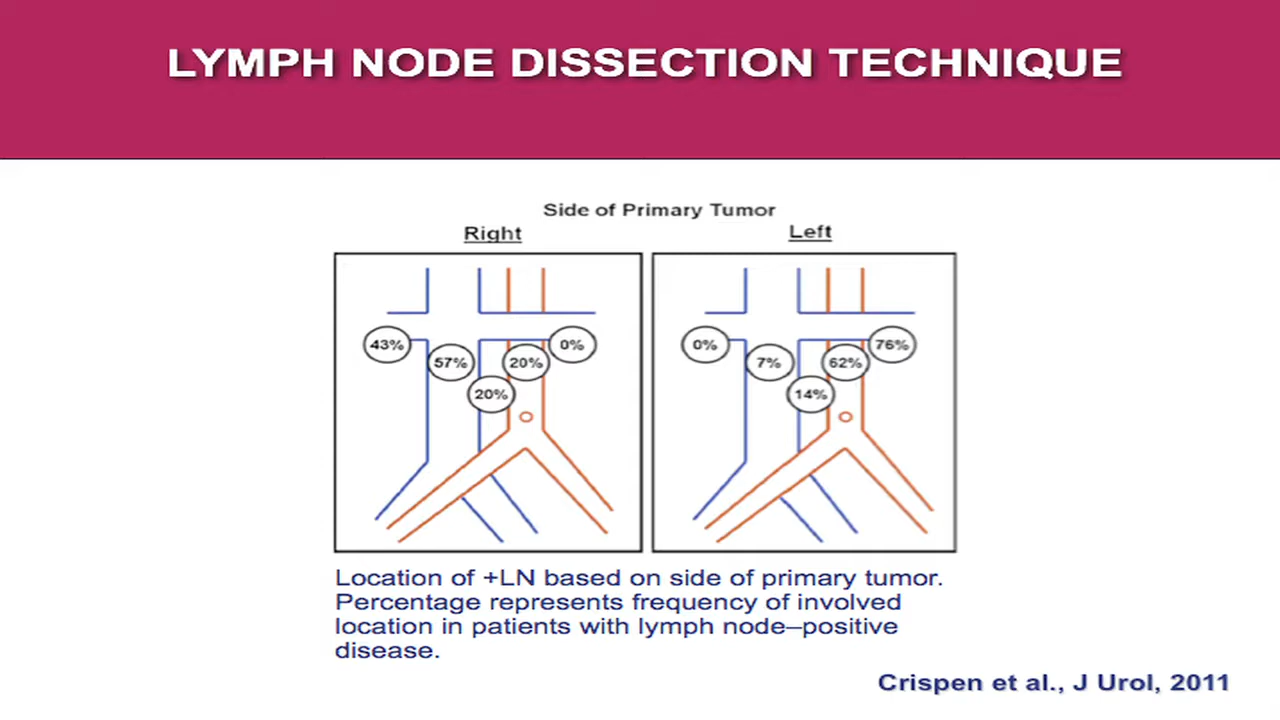 LYMPH NODE DISSECTION TECHNIQUE
Side of Primary Tumor
Right
Left
43%
57%
20%
20%
0%
0%
7%
14%
62%
76%
Location of +LN based on side of primary tumor.
Percentage represents frequency of involved
location in patients with lymph node–positive
disease.
Crispen et al., J Urol, 2011